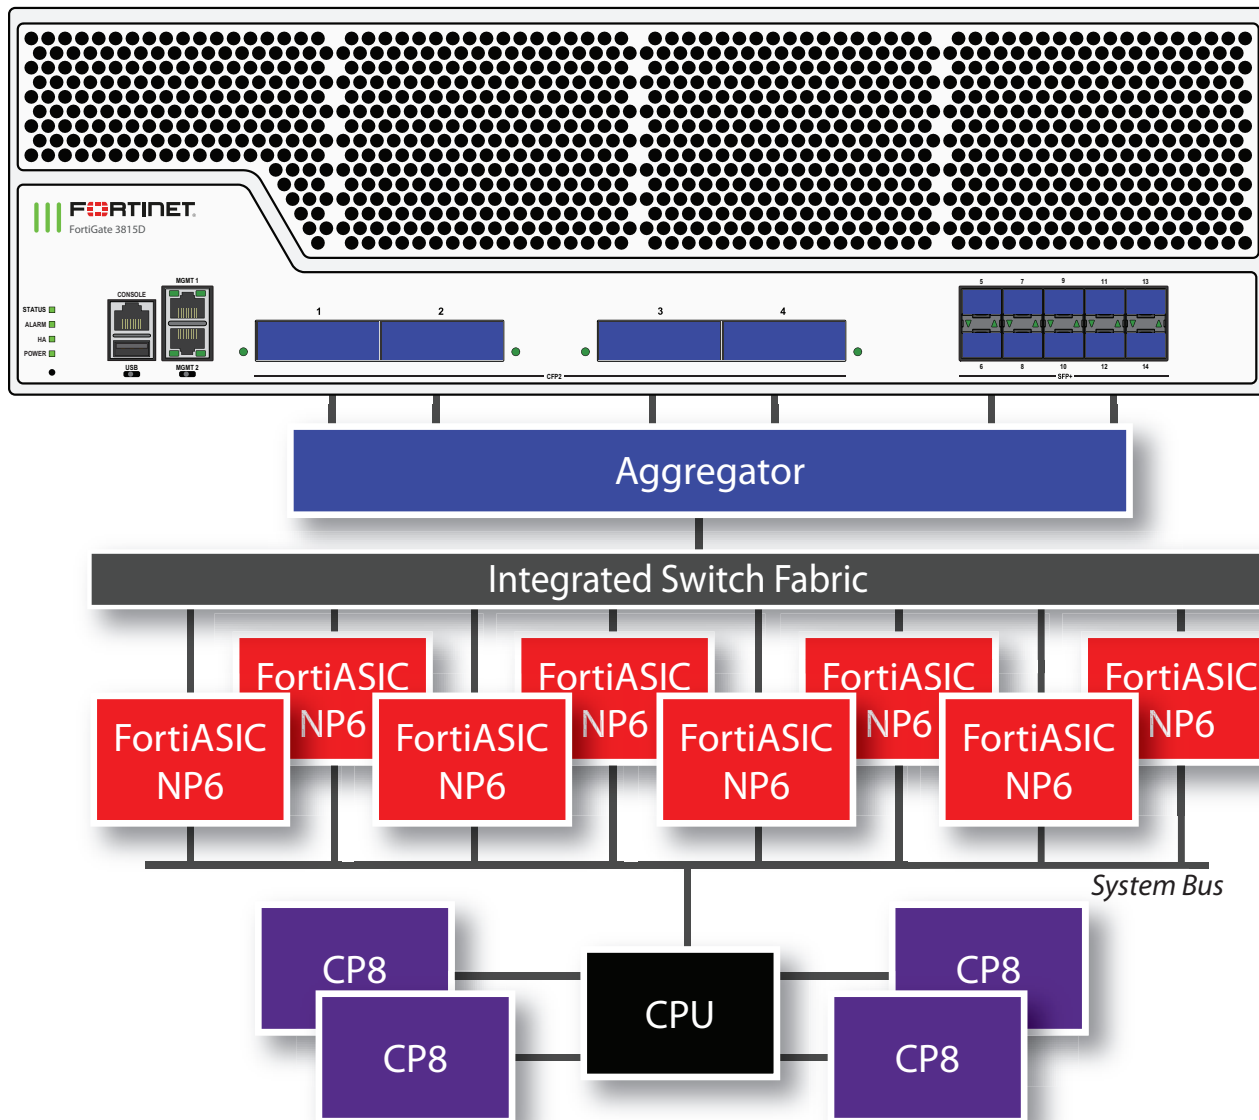 FORTINET
FortiGate 3815D
STATUS
ALARM
HA
POWER
CONSOLE
USB
MGMT 1
MGMT 2
1 2 3 4
CFP2
5 7 9 11 13
6 8 10 12 14
SFP+
Aggregator
Integrated Switch Fabric
FortiASIC
NP6
FortiASIC
NP6
FortiASIC
NP6
FortiASIC
NP6
FortiASIC
NP6
FortiASIC
NP6
FortiASIC
NP6
FortiASIC
NP6
System Bus
CP8
CP8
CPU
CP8
CP8